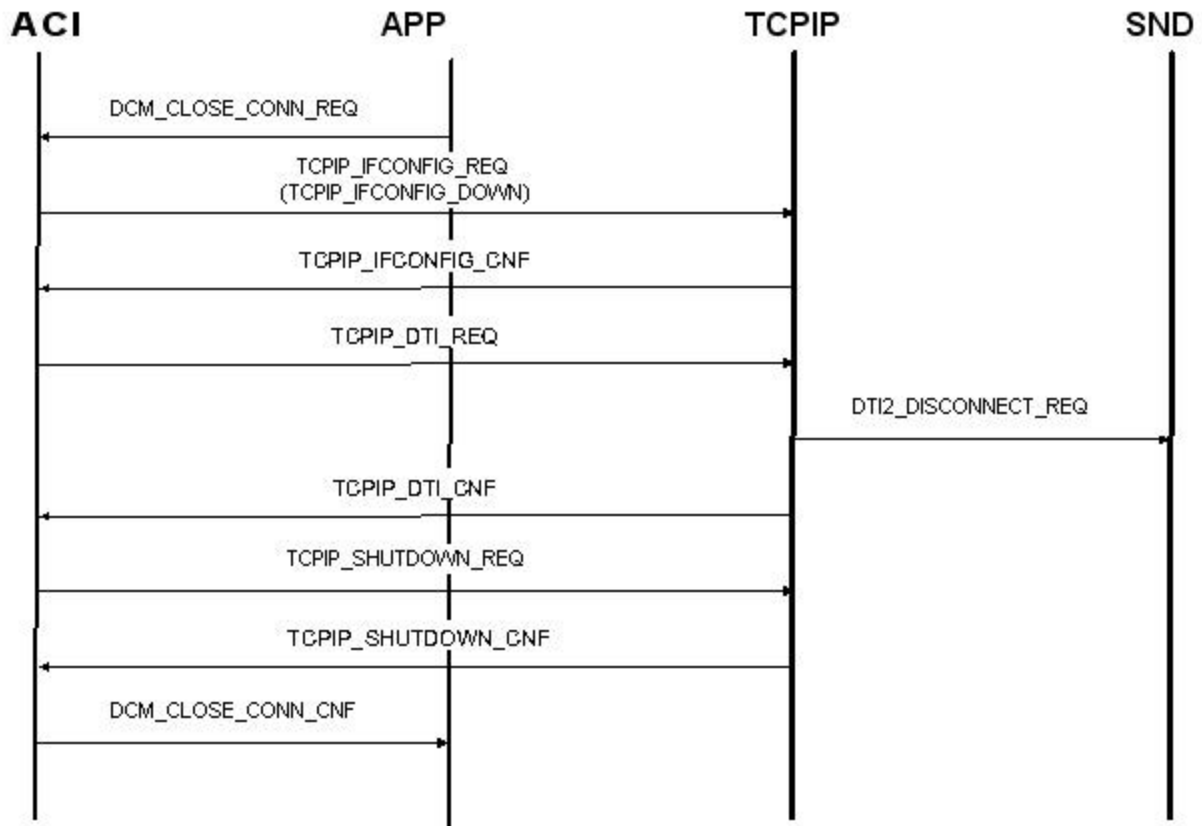 ACI APP TCPIP SND
DCM_CLOSE_CONN_REQ
TCPIP_IFCONFIG_REQ
(TCPIP_IFCONFIG_DOWN)
TCPIP_IFCONFIG_CNF
TCPIP_DTI_REQ
DTI2_DISCONNECT_REQ
TCPIP_DTI_CNF
TCPIP_SHUTDOWN_REQ
TCPIP_SHUTDOWN_CNF
DCM_CLOSE_CONN_CNF